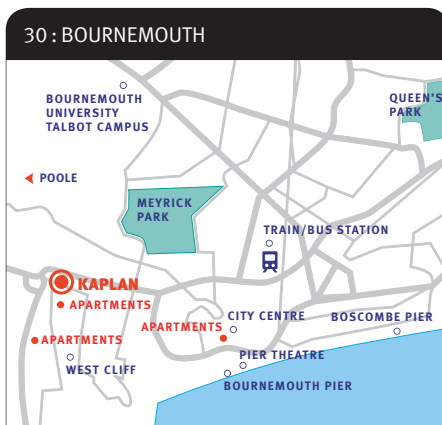 30 : BOURNEMOUTH
BOURNEMOUTH
UNIVERSITY
TALBOT CAMPUS
QUEEN'S
PARK
POOLE
MEYRICK
PARK
TRAIN/BUS STATION
KAPLAN
APARTMENTS
CITY CENTRE
BOSCOMBE PIER
APARTMENTS
APARTMENTS
PIER THEATRE
WEST CLIFF
BOURNEMOUTH PIER